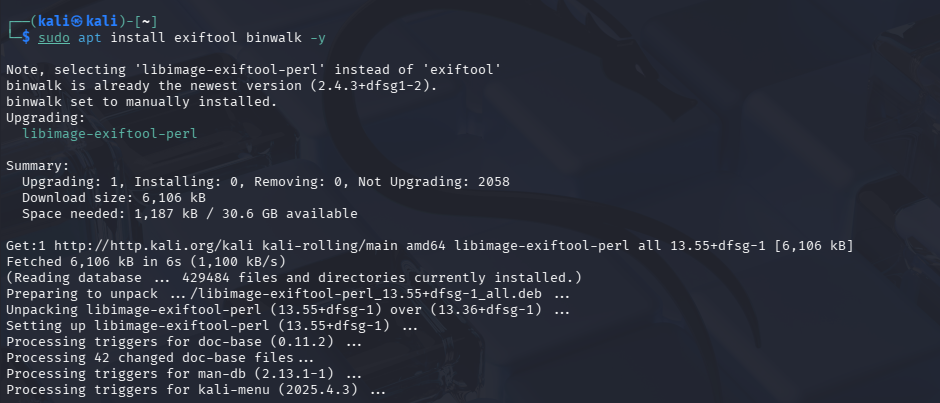 ┌──(kali㉿kali)-[~]
└─$ sudo apt install exiftool binwalk -y

Note, selecting 'libimage-exiftool-perl' instead of 'exiftool'
binwalk is already the newest version (2.4.3+dfsg1-2).
binwalk set to manually installed.
Upgrading:
  libimage-exiftool-perl

Summary:
  Upgrading: 1, Installing: 0, Removing: 0, Not Upgrading: 2058
  Download size: 6,106 kB
  Space needed: 1,187 kB / 30.6 GB available

Get:1 http://http.kali.org/kali kali-rolling/main amd64 libimage-exiftool-perl all 13.55+dfsg-1 [6,106 kB]
Fetched 6,106 kB in 6s (1,100 kB/s)
(Reading database ... 429484 files and directories currently installed.)
Preparing to unpack .../libimage-exiftool-perl_13.55+dfsg-1_all.deb ...
Unpacking libimage-exiftool-perl (13.55+dfsg-1) over (13.36+dfsg-1) ...
Setting up libimage-exiftool-perl (13.55+dfsg-1) ...
Processing triggers for doc-base (0.11.2) ...
Processing 42 changed doc-base files...
Processing triggers for man-db (2.13.1-1) ...
Processing triggers for kali-menu (2025.4.3) ...